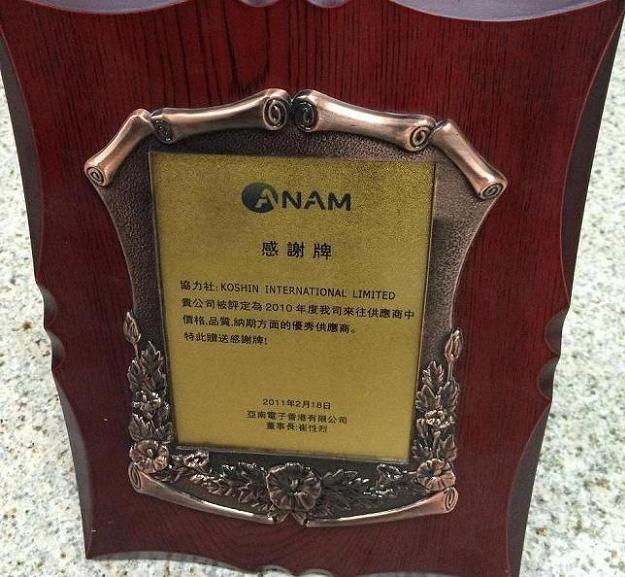 ANAM
感謝牌
協力社: KOSHIN INTERNATIONAL LIMITED
貴公司被評定為 2010 年度我司來往供應商中
價格,品質,納期方面的優秀供應商。
特此贈送感謝牌!
2011年2月18日
亞南電子香港有限公司
董事長:崔性烈